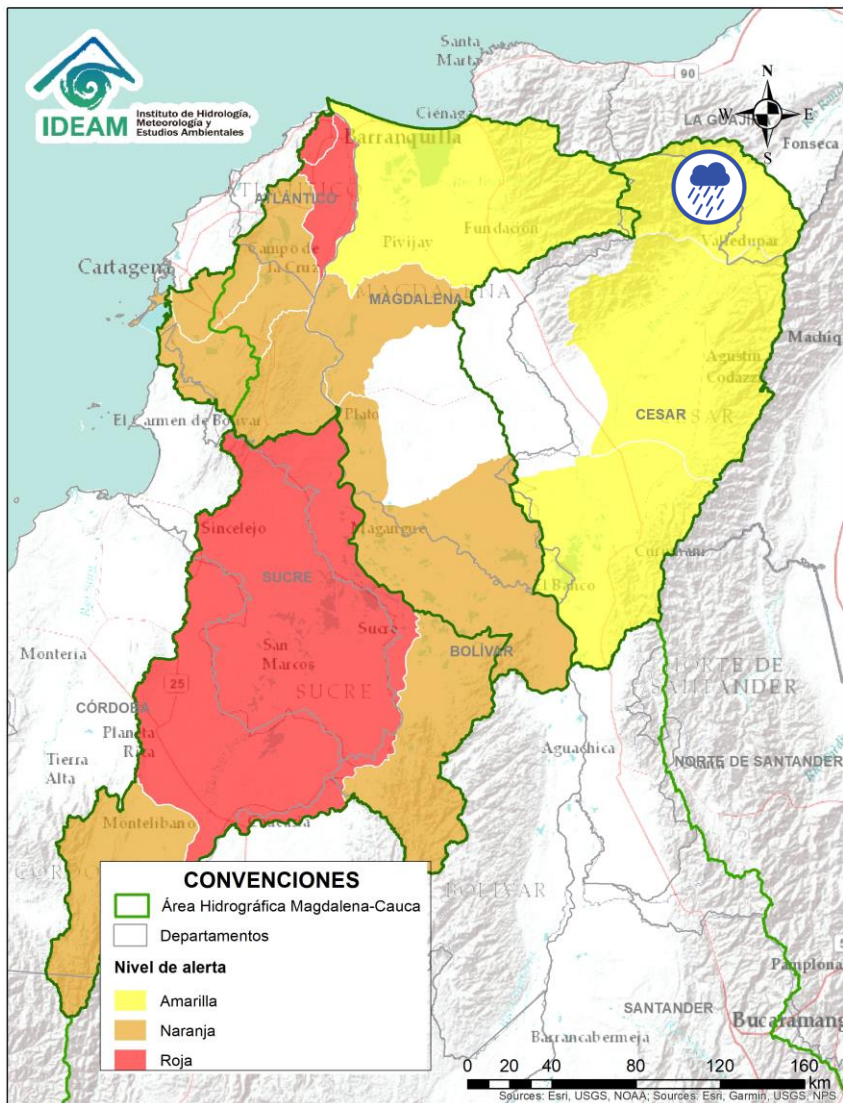 Santa
Marta
90
N
W
E
S
IDEAM
Instituto de Hidrología,
Meteorología y
Estudios Ambientales
Ciénaga
LA GUAJIRA
Fonseca
Barranquilla
ATLÁNTICO
Valledupar
Campo de
la Cruz
Pivijay
Fundación
Cartagena
MAGDALENA
Agustín
Codazzi
El Carmen de Bolívar
Plato
CESAR
Sincelejo
Magangué
SUCRE
El Banco
Sucre
San
Marcos
BOLÍVAR
SUCRE
Montería
25
NORTE DE
SANTANDER
CÓRDOBA
Planeta
Rica
Tierra
Alta
Aguachica
NORTE DE SANTANDER
Montelíbano
BOLÍVAR
CONVENCIONES
Área Hidrográfica Magdalena-Cauca
Departamentos
Nivel de alerta
Amarilla
Naranja
Roja
Pamplona
SANTANDER
Bucaramang
Barrancabermeja
0 20 40 80 120 160
km
Sources: Esri, USGS, NOAA; Sources: Esri, Garmin, USGS, NPS